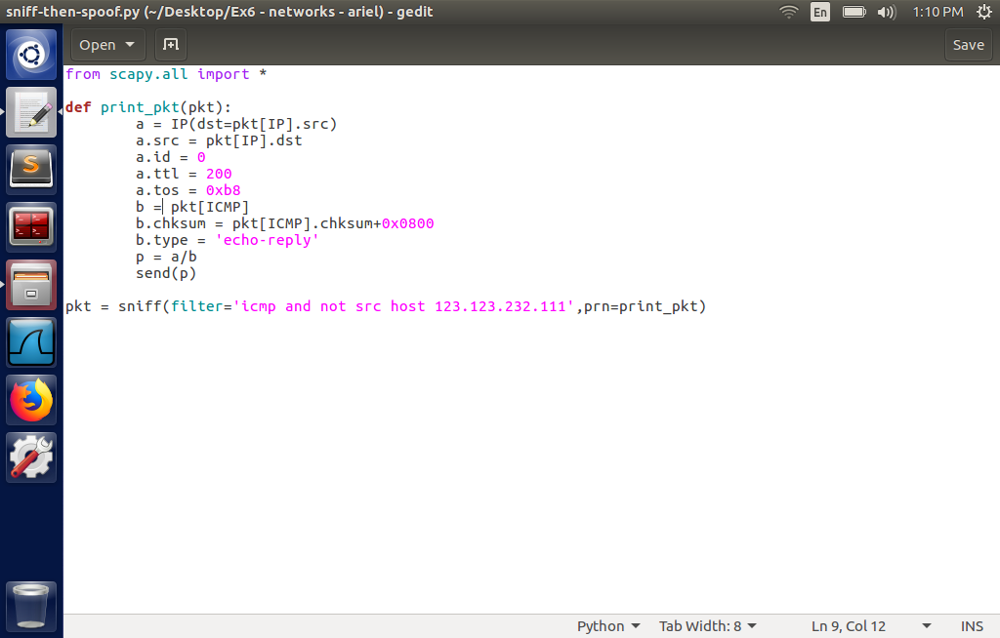 sniff-then-spoof.py (~/Desktop/Ex6 - networks - ariel) - gedit
En
1:10 PM
Open
Save
from scapy.all import *
def print_pkt(pkt):
        a = IP(dst=pkt[IP].src)
        a.src = pkt[IP].dst
        a.id = 0
        a.ttl = 200
        a.tos = 0xb8
        b = pkt[ICMP]
        b.chksum = pkt[ICMP].chksum+0x0800
        b.type = 'echo-reply'
        p = a/b
        send(p)
pkt = sniff(filter='icmp and not src host 123.123.232.111',prn=print_pkt)
Python
Tab Width: 8
Ln 9, Col 12
INS